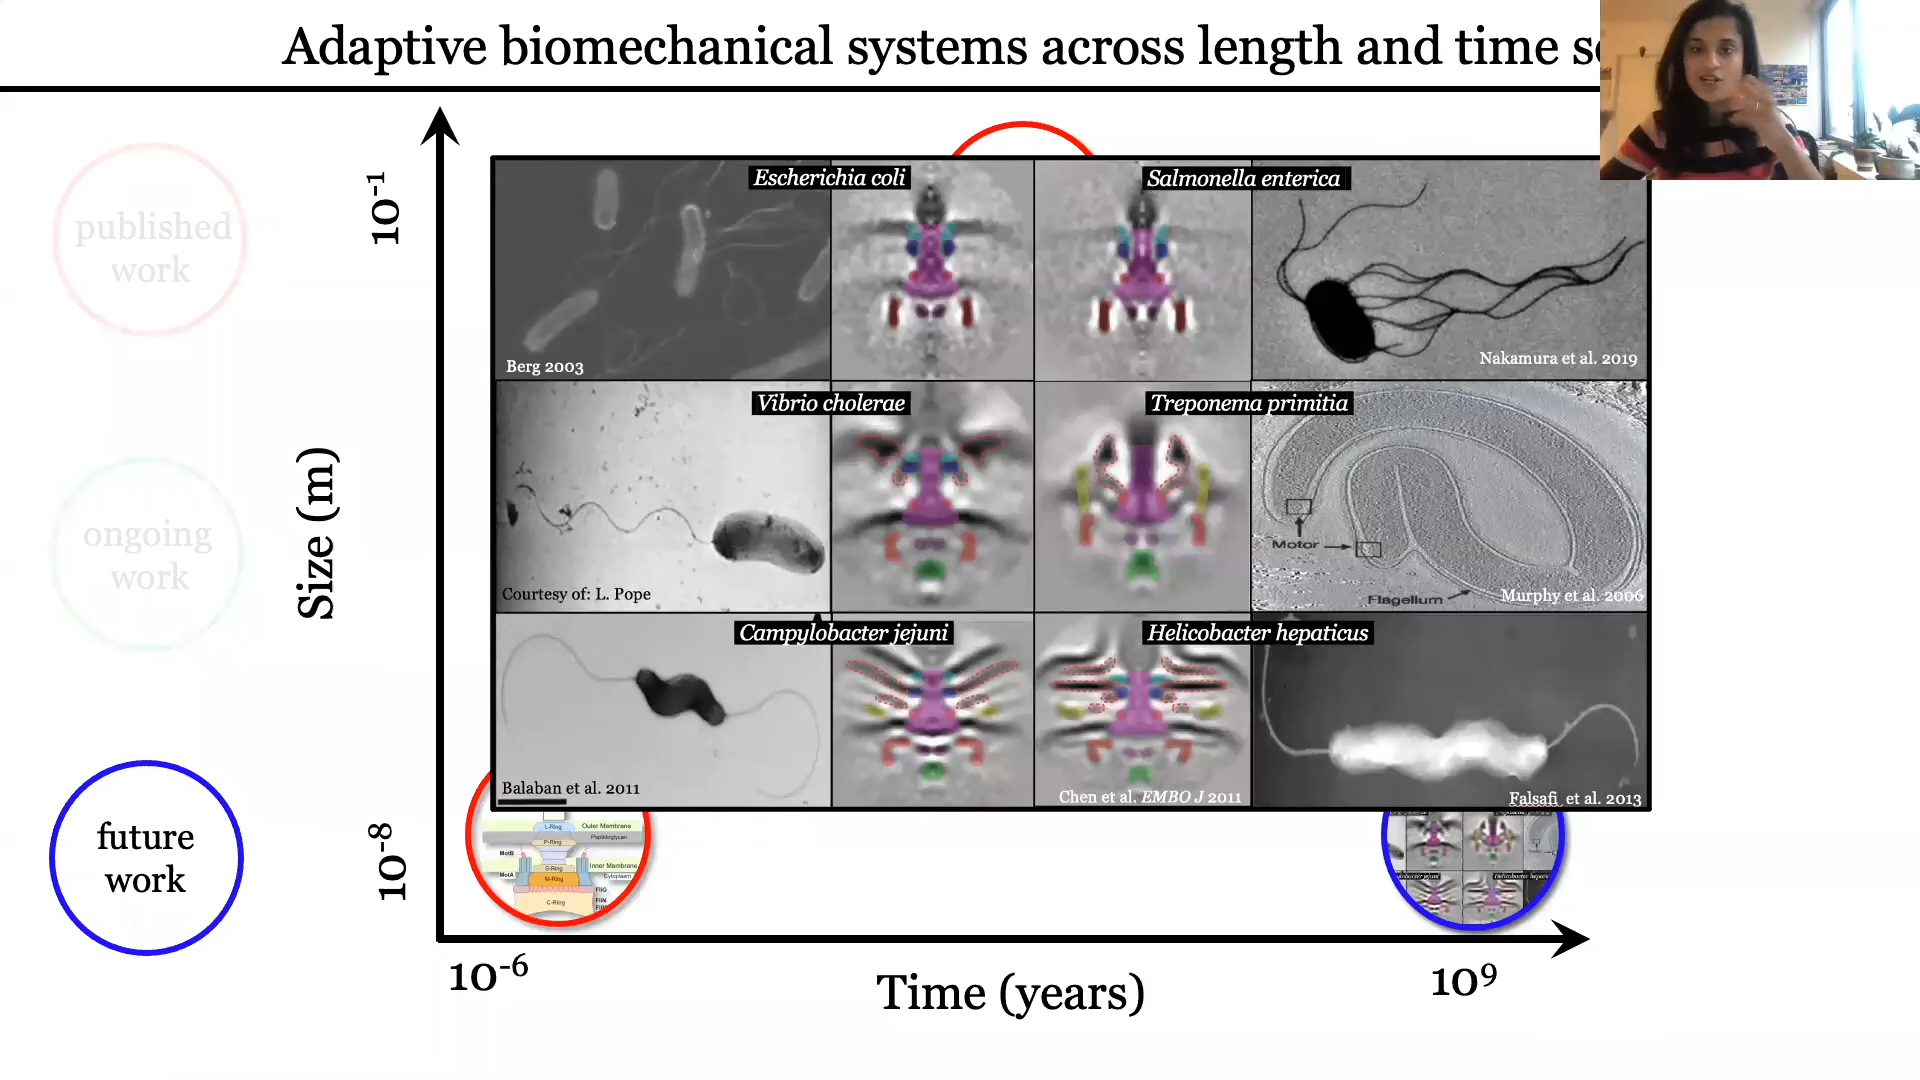 Adaptive biomechanical systems across length and time
published
work
ongoing
work
future
work
Size (m)
10-1
10-8
Escherichia coli
Salmonella enterica
Berg 2003
Nakamura et al. 2019
Vibrio cholerae
Treponema primitia
Motor
Flagellum
Courtesy of: L. Pope
Murphy et al. 2006
Campylobacter jejuni
Helicobacter hepaticus
Balaban et al. 2011
Chen et al. EMBO J 2011
Falsafi et al. 2013
L-Ring
Outer Membrane
Peptidoglycan
P-Ring
MotB
Inner Membrane
S-Ring
MotA
M-Ring
Cytoplasm
FliG
C-Ring
FliN
10-6
Time (years)
109